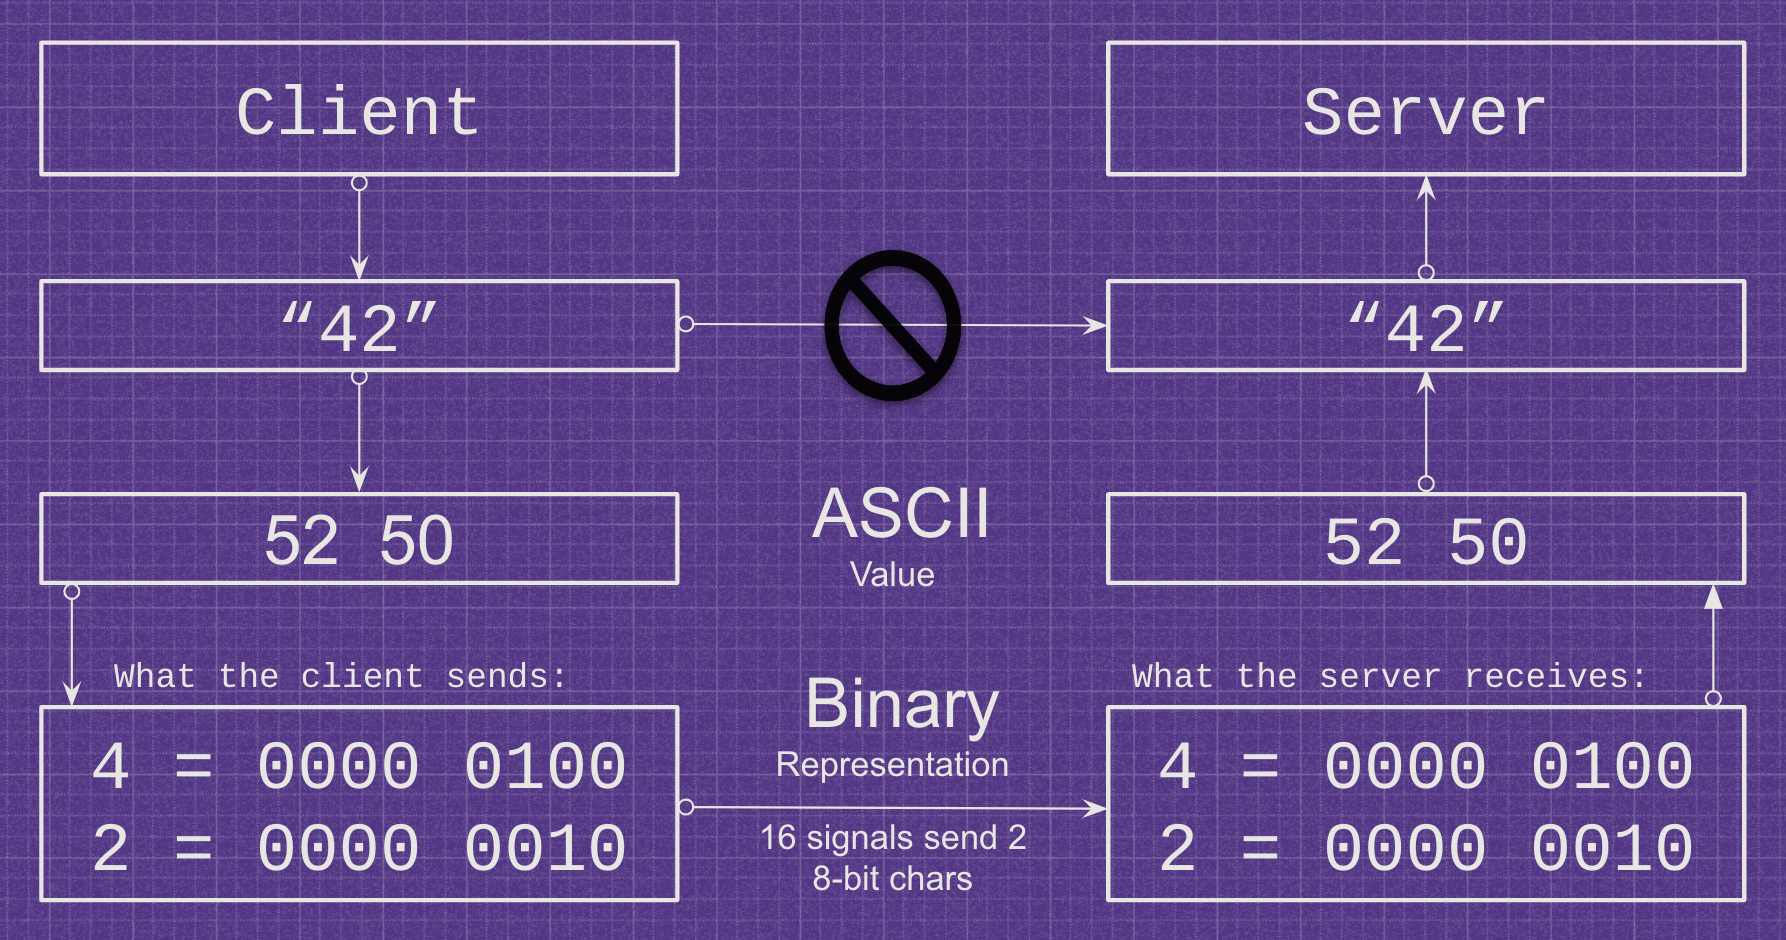 Client
Server
“42”
“42”
52 50
ASCII
Value
52 50
What the client sends:
Binary
Representation
What the server receives:
4 = 0000 0100
2 = 0000 0010
16 signals send 2
8-bit chars
4 = 0000 0100
2 = 0000 0010